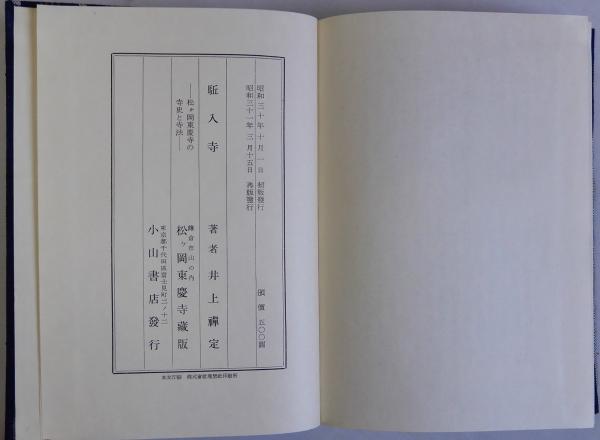 昭和三十年十月一日 初版發行
昭和三十一年三月十五日 再版發行
頒價 五〇〇圓
駈入寺
——松ヶ岡東慶寺の
寺史と寺法——
著者 井上禪定
鎌倉市山の内
松ヶ岡東慶寺藏版
東京都千代田區富士見町二ノ十二
小山書店發行